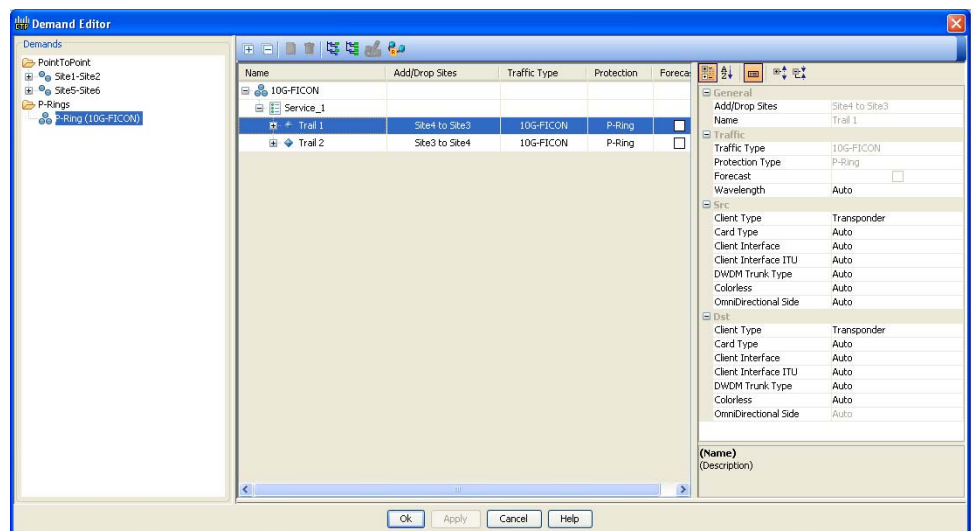 CTP Demand Editor
Demands
PointToPoint
Site1-Site2
Site5-Site6
P-Rings
P-Ring (10G-FICON)
Name Add/Drop Sites Traffic Type Protection Foreca
10G-FICON
Service_1
Trail 1 Site4 to Site3 10G-FICON P-Ring
Trail 2 Site3 to Site4 10G-FICON P-Ring
General
Add/Drop Sites Site4 to Site3
Name Trail 1
Traffic
Traffic Type 10G-FICON
Protection Type P-Ring
Forecast
Wavelength Auto
Src
Client Type Transponder
Card Type Auto
Client Interface Auto
Client Interface ITU Auto
DWDM Trunk Type Auto
Colorless Auto
OmniDirectional Side Auto
Dst
Client Type Transponder
Card Type Auto
Client Interface Auto
Client Interface ITU Auto
DWDM Trunk Type Auto
Colorless Auto
OmniDirectional Side Auto
(Name)
(Description)
Ok Apply Cancel Help